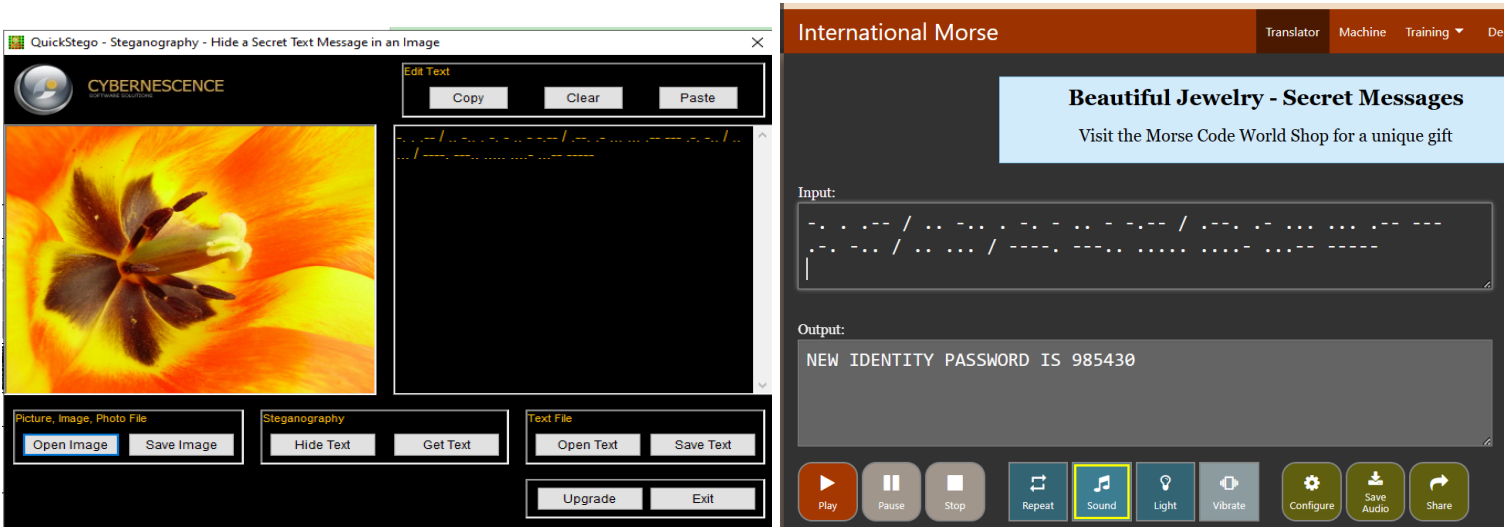 QuickStego - Steganography - Hide a Secret Text Message in an Image
CYBERNESCENCE
SOFTWARE SOLUTIONS
Edit Text
Copy Clear Paste
-. . .-- / .. -.. . -. - .. - -.-- / .--. .- ... ... .-- --- .-. -.. / ..
... / ----. ---.. ..... ....- ...-- -----
Picture, Image, Photo File
Open Image Save Image
Steganography
Hide Text Get Text
Text File
Open Text Save Text
Upgrade Exit
International Morse
Translator Machine Training De
Beautiful Jewelry - Secret Messages
Visit the Morse Code World Shop for a unique gift
Input:
-. . .-- / .. -.. . -. - .. - -.-- / .--. .- ... ... .-- ---
.-. -.. / .. ... / ----. ---.. ..... ....- ...-- -----
Output:
NEW IDENTITY PASSWORD IS 985430
Play Pause Stop Repeat Sound Light Vibrate Configure Save Audio Share